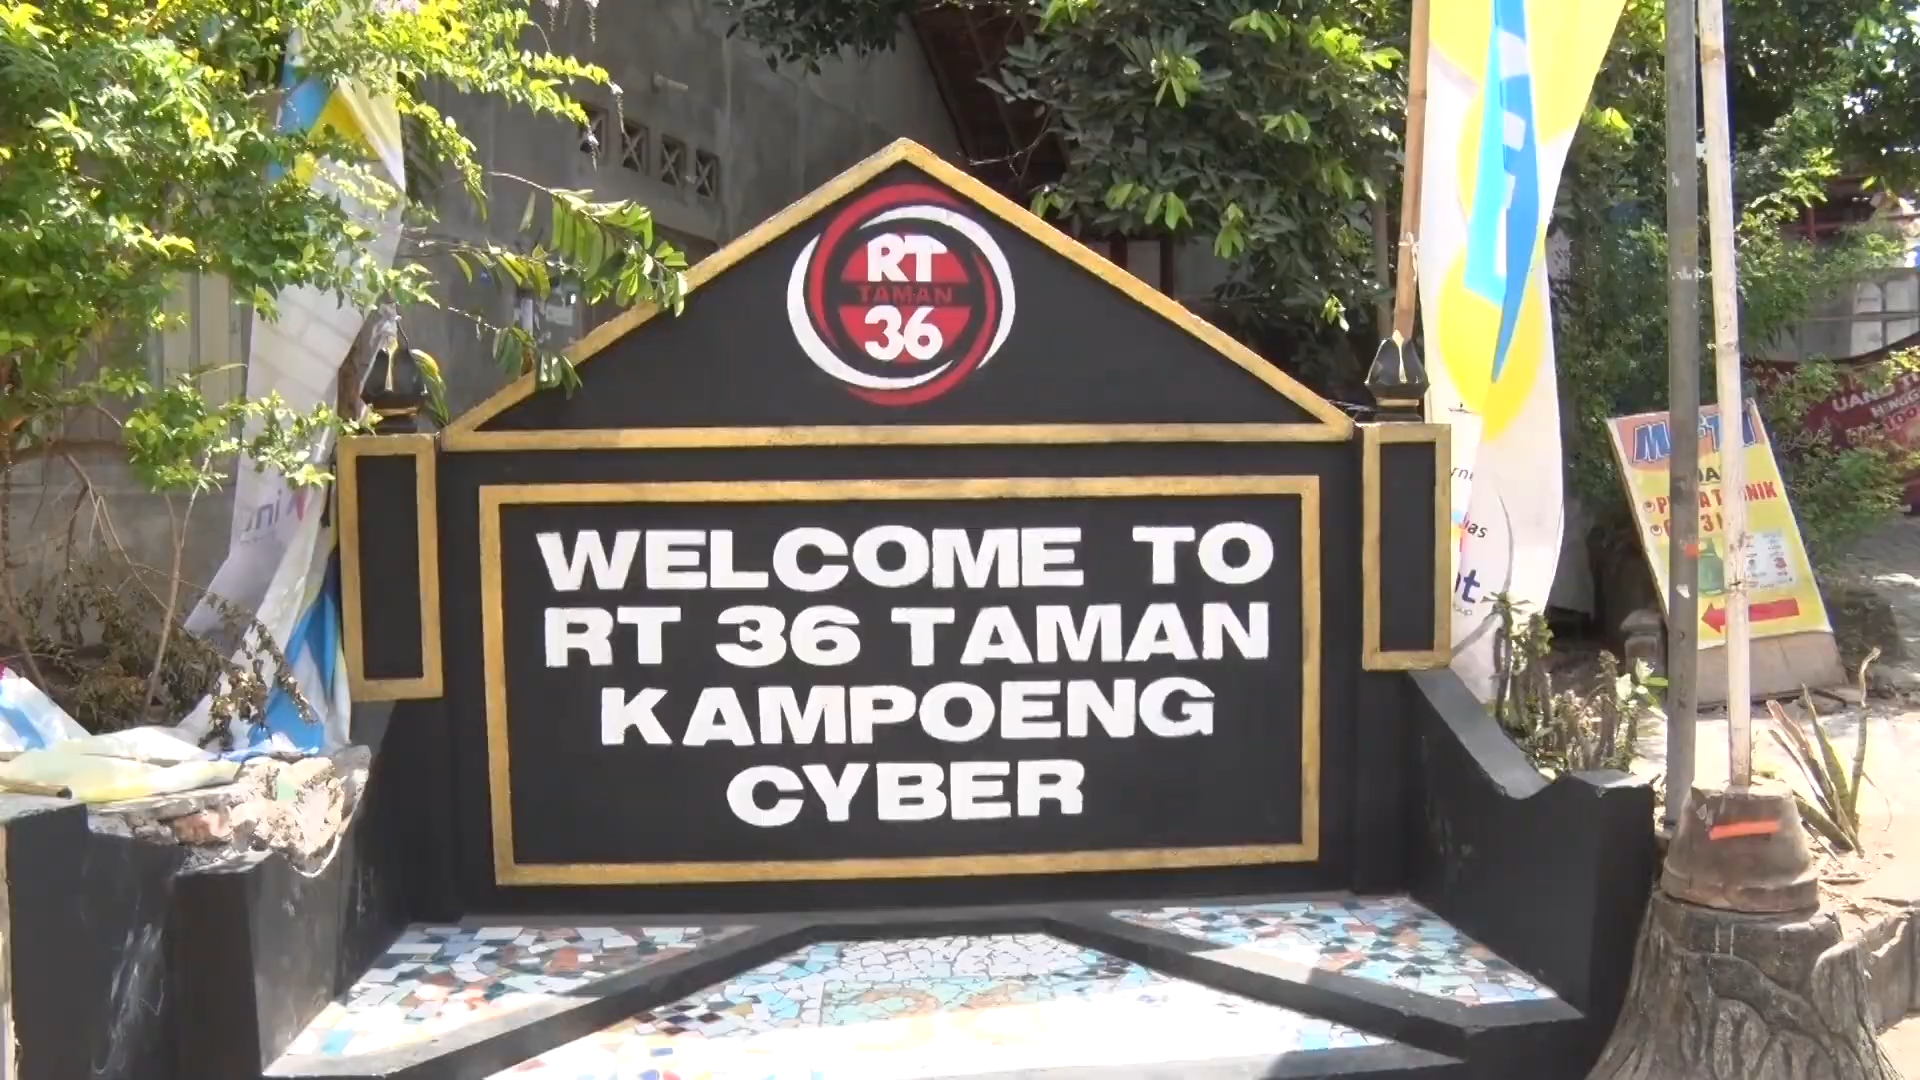 RT
TAMAN
36
WELCOME TO
RT 36 TAMAN
KAMPOENG
CYBER